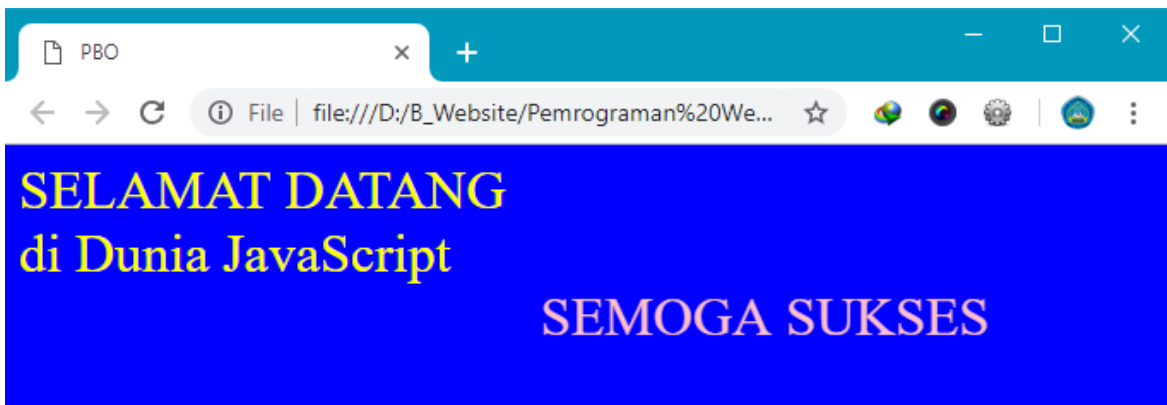 PBO
File | file:///D:/B_Website/Pemrograman%20We...
SELAMAT DATANG
di Dunia JavaScript
SEMOGA SUKSES